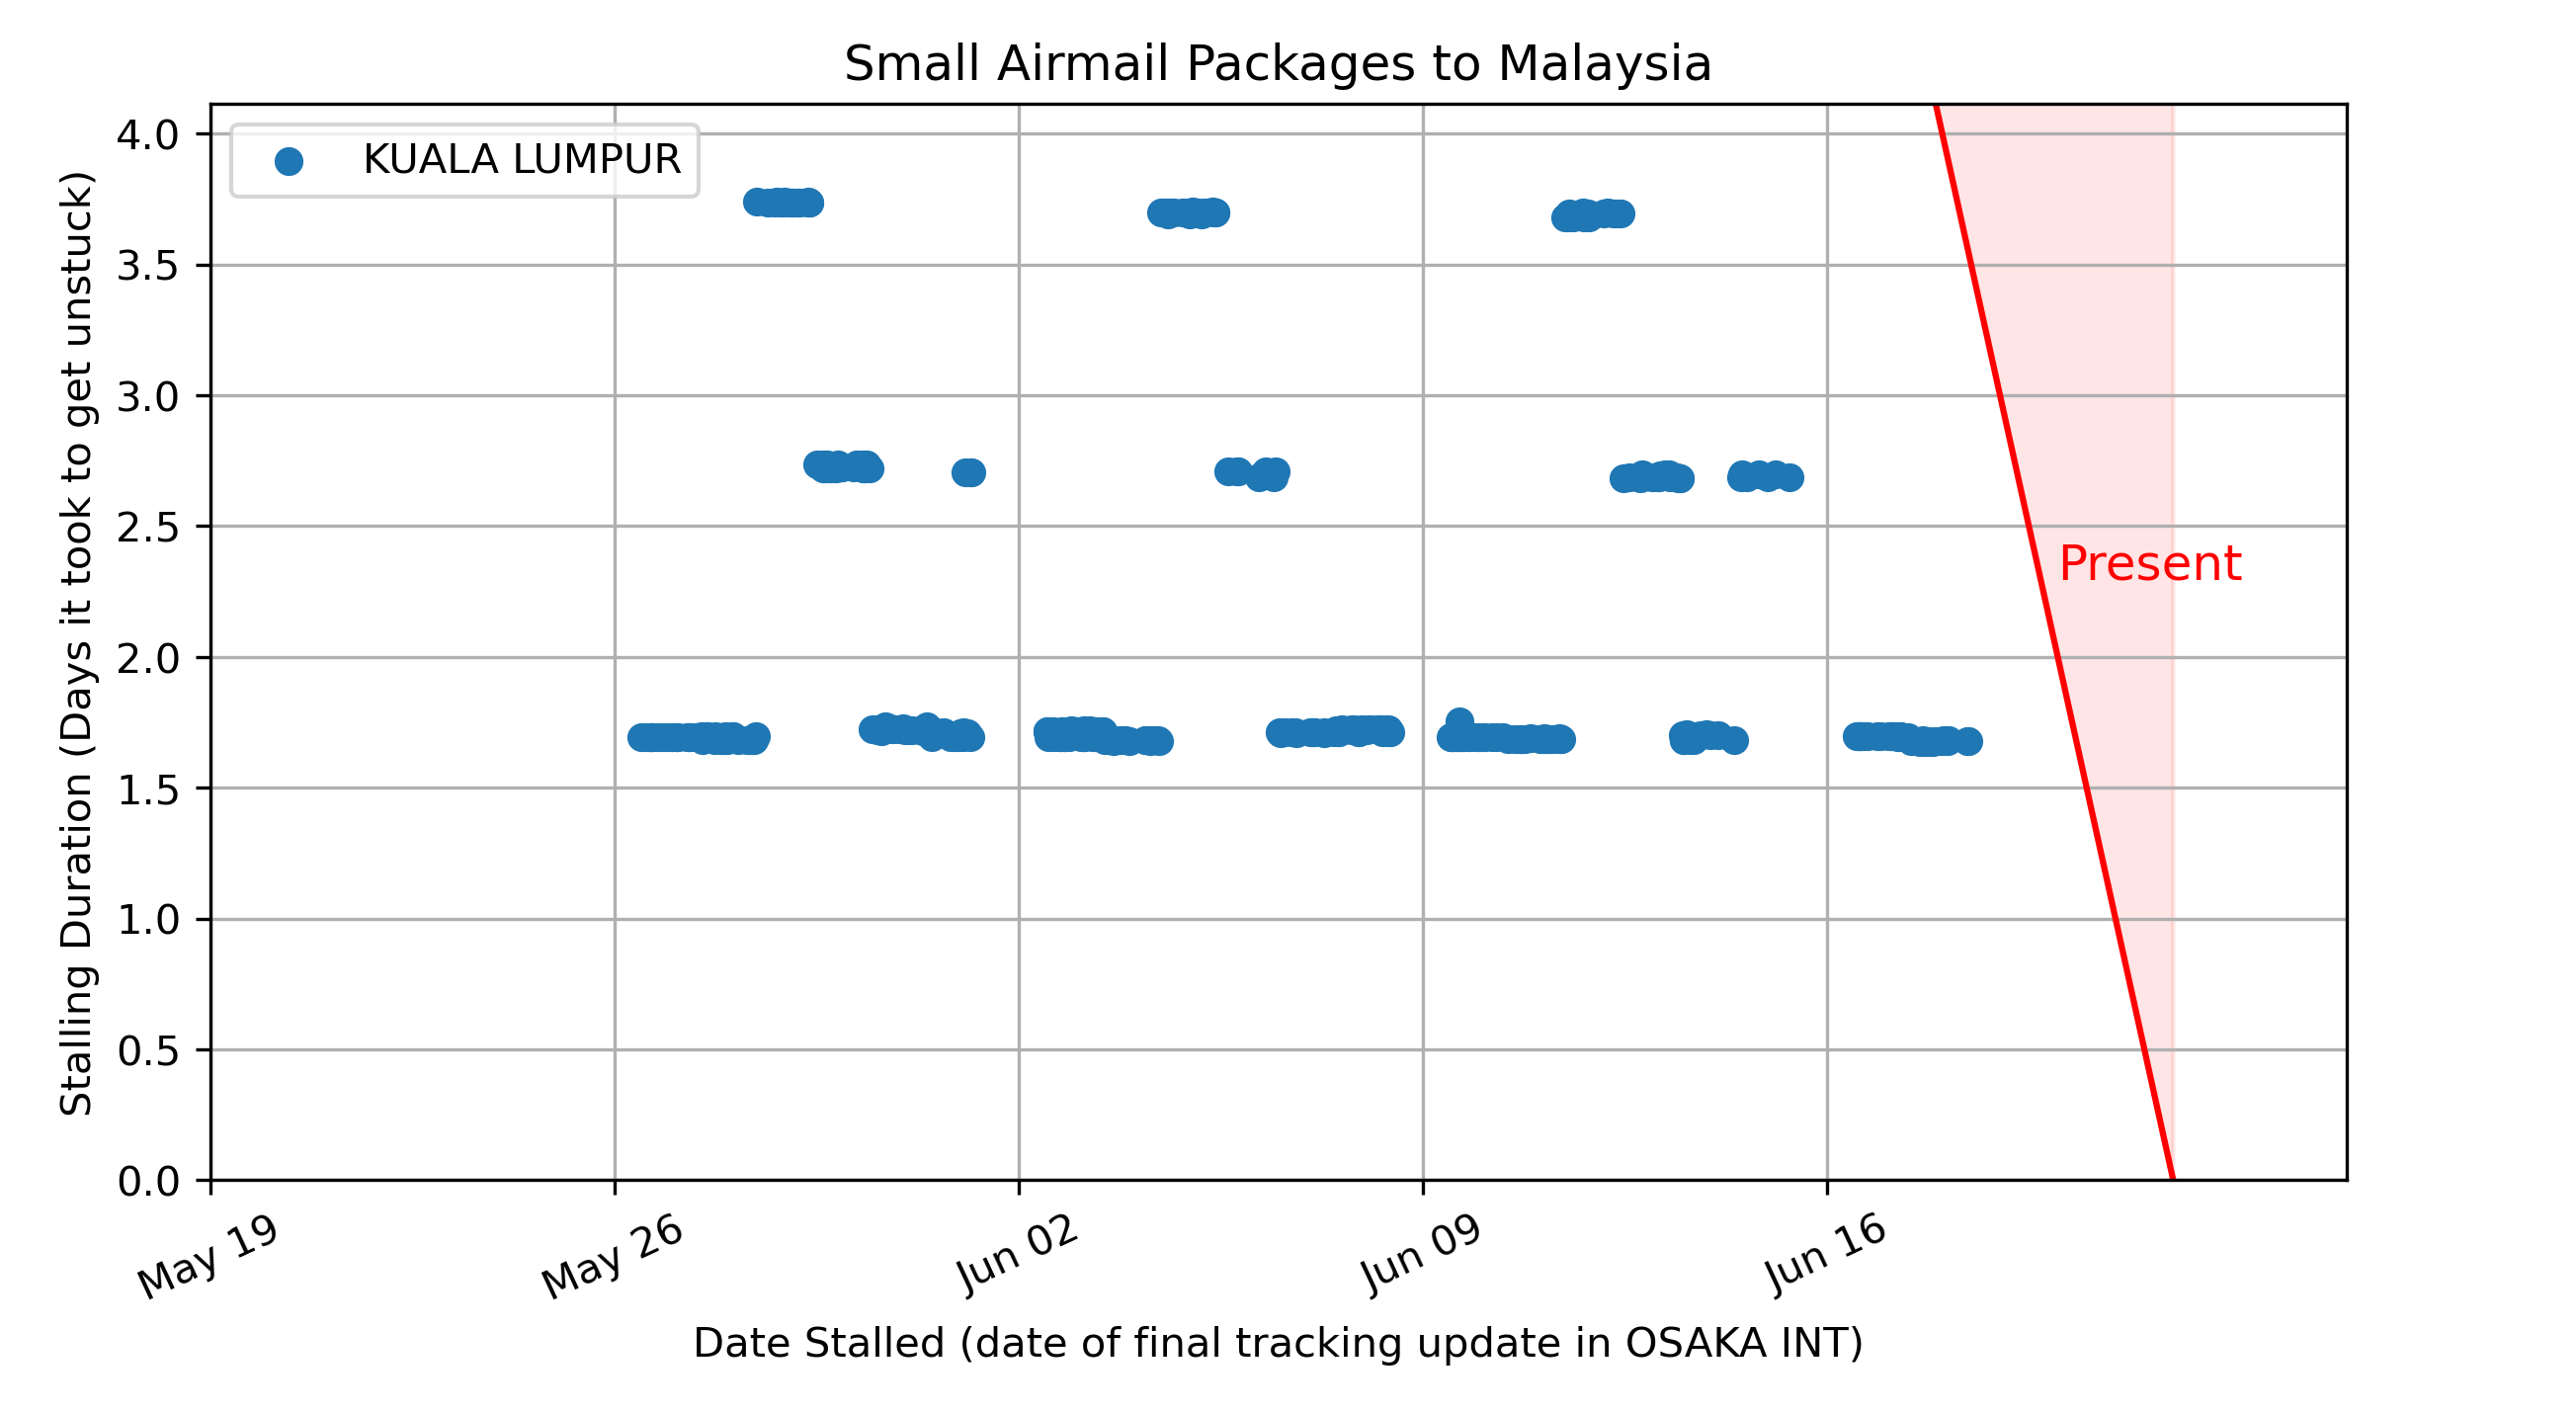 Small Airmail Packages to Malaysia
KUALA LUMPUR
Stalling Duration (Days it took to get unstuck)
4.0
3.5
3.0
2.5
2.0
1.5
1.0
0.5
0.0
Present
May 19
May 26
Jun 02
Jun 09
Jun 16
Date Stalled (date of final tracking update in OSAKA INT)